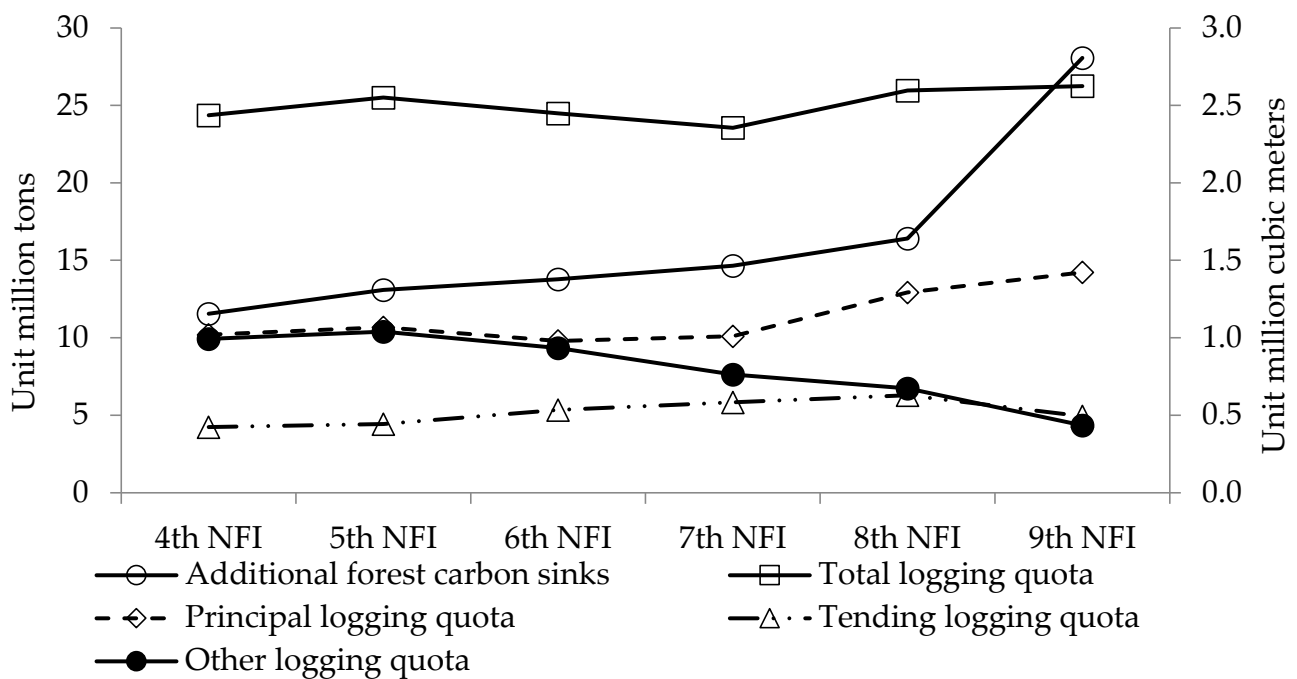 30 3.0
25 2.5
20 2.0
15 1.5
10 1.0
5 0.5
0 0.0
Unit million tons
Unit million cubic meters
4th NFI 5th NFI 6th NFI 7th NFI 8th NFI 9th NFI
Additional forest carbon sinks Total logging quota
Principal logging quota Tending logging quota
Other logging quota